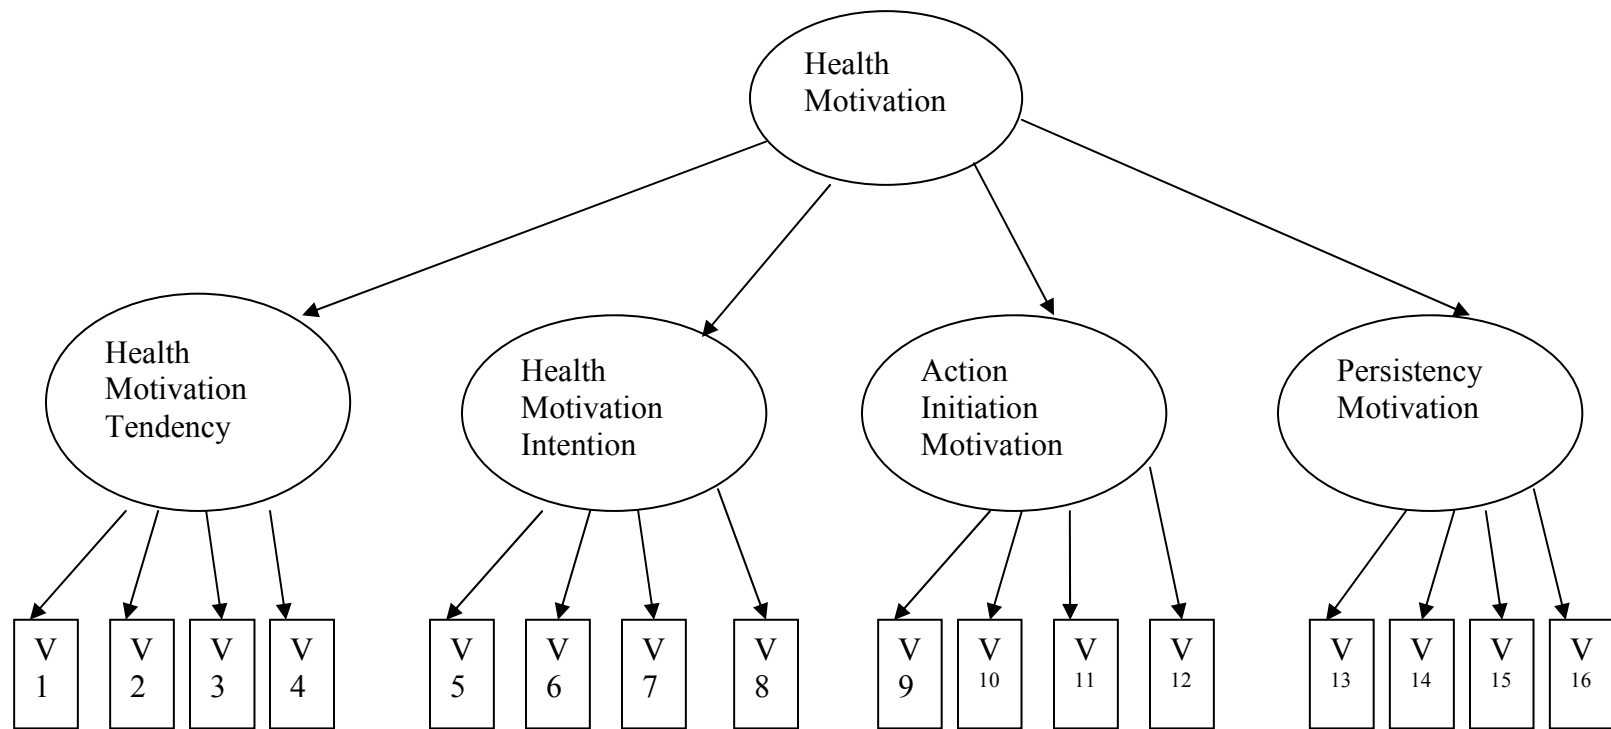 Health
Motivation
Health
Motivation
Tendency
Health
Motivation
Intention
Action
Initiation
Motivation
Persistency
Motivation
V
1
V
2
V
3
V
4
V
5
V
6
V
7
V
8
V
9
V
10
V
11
V
12
V
13
V
14
V
15
V
16